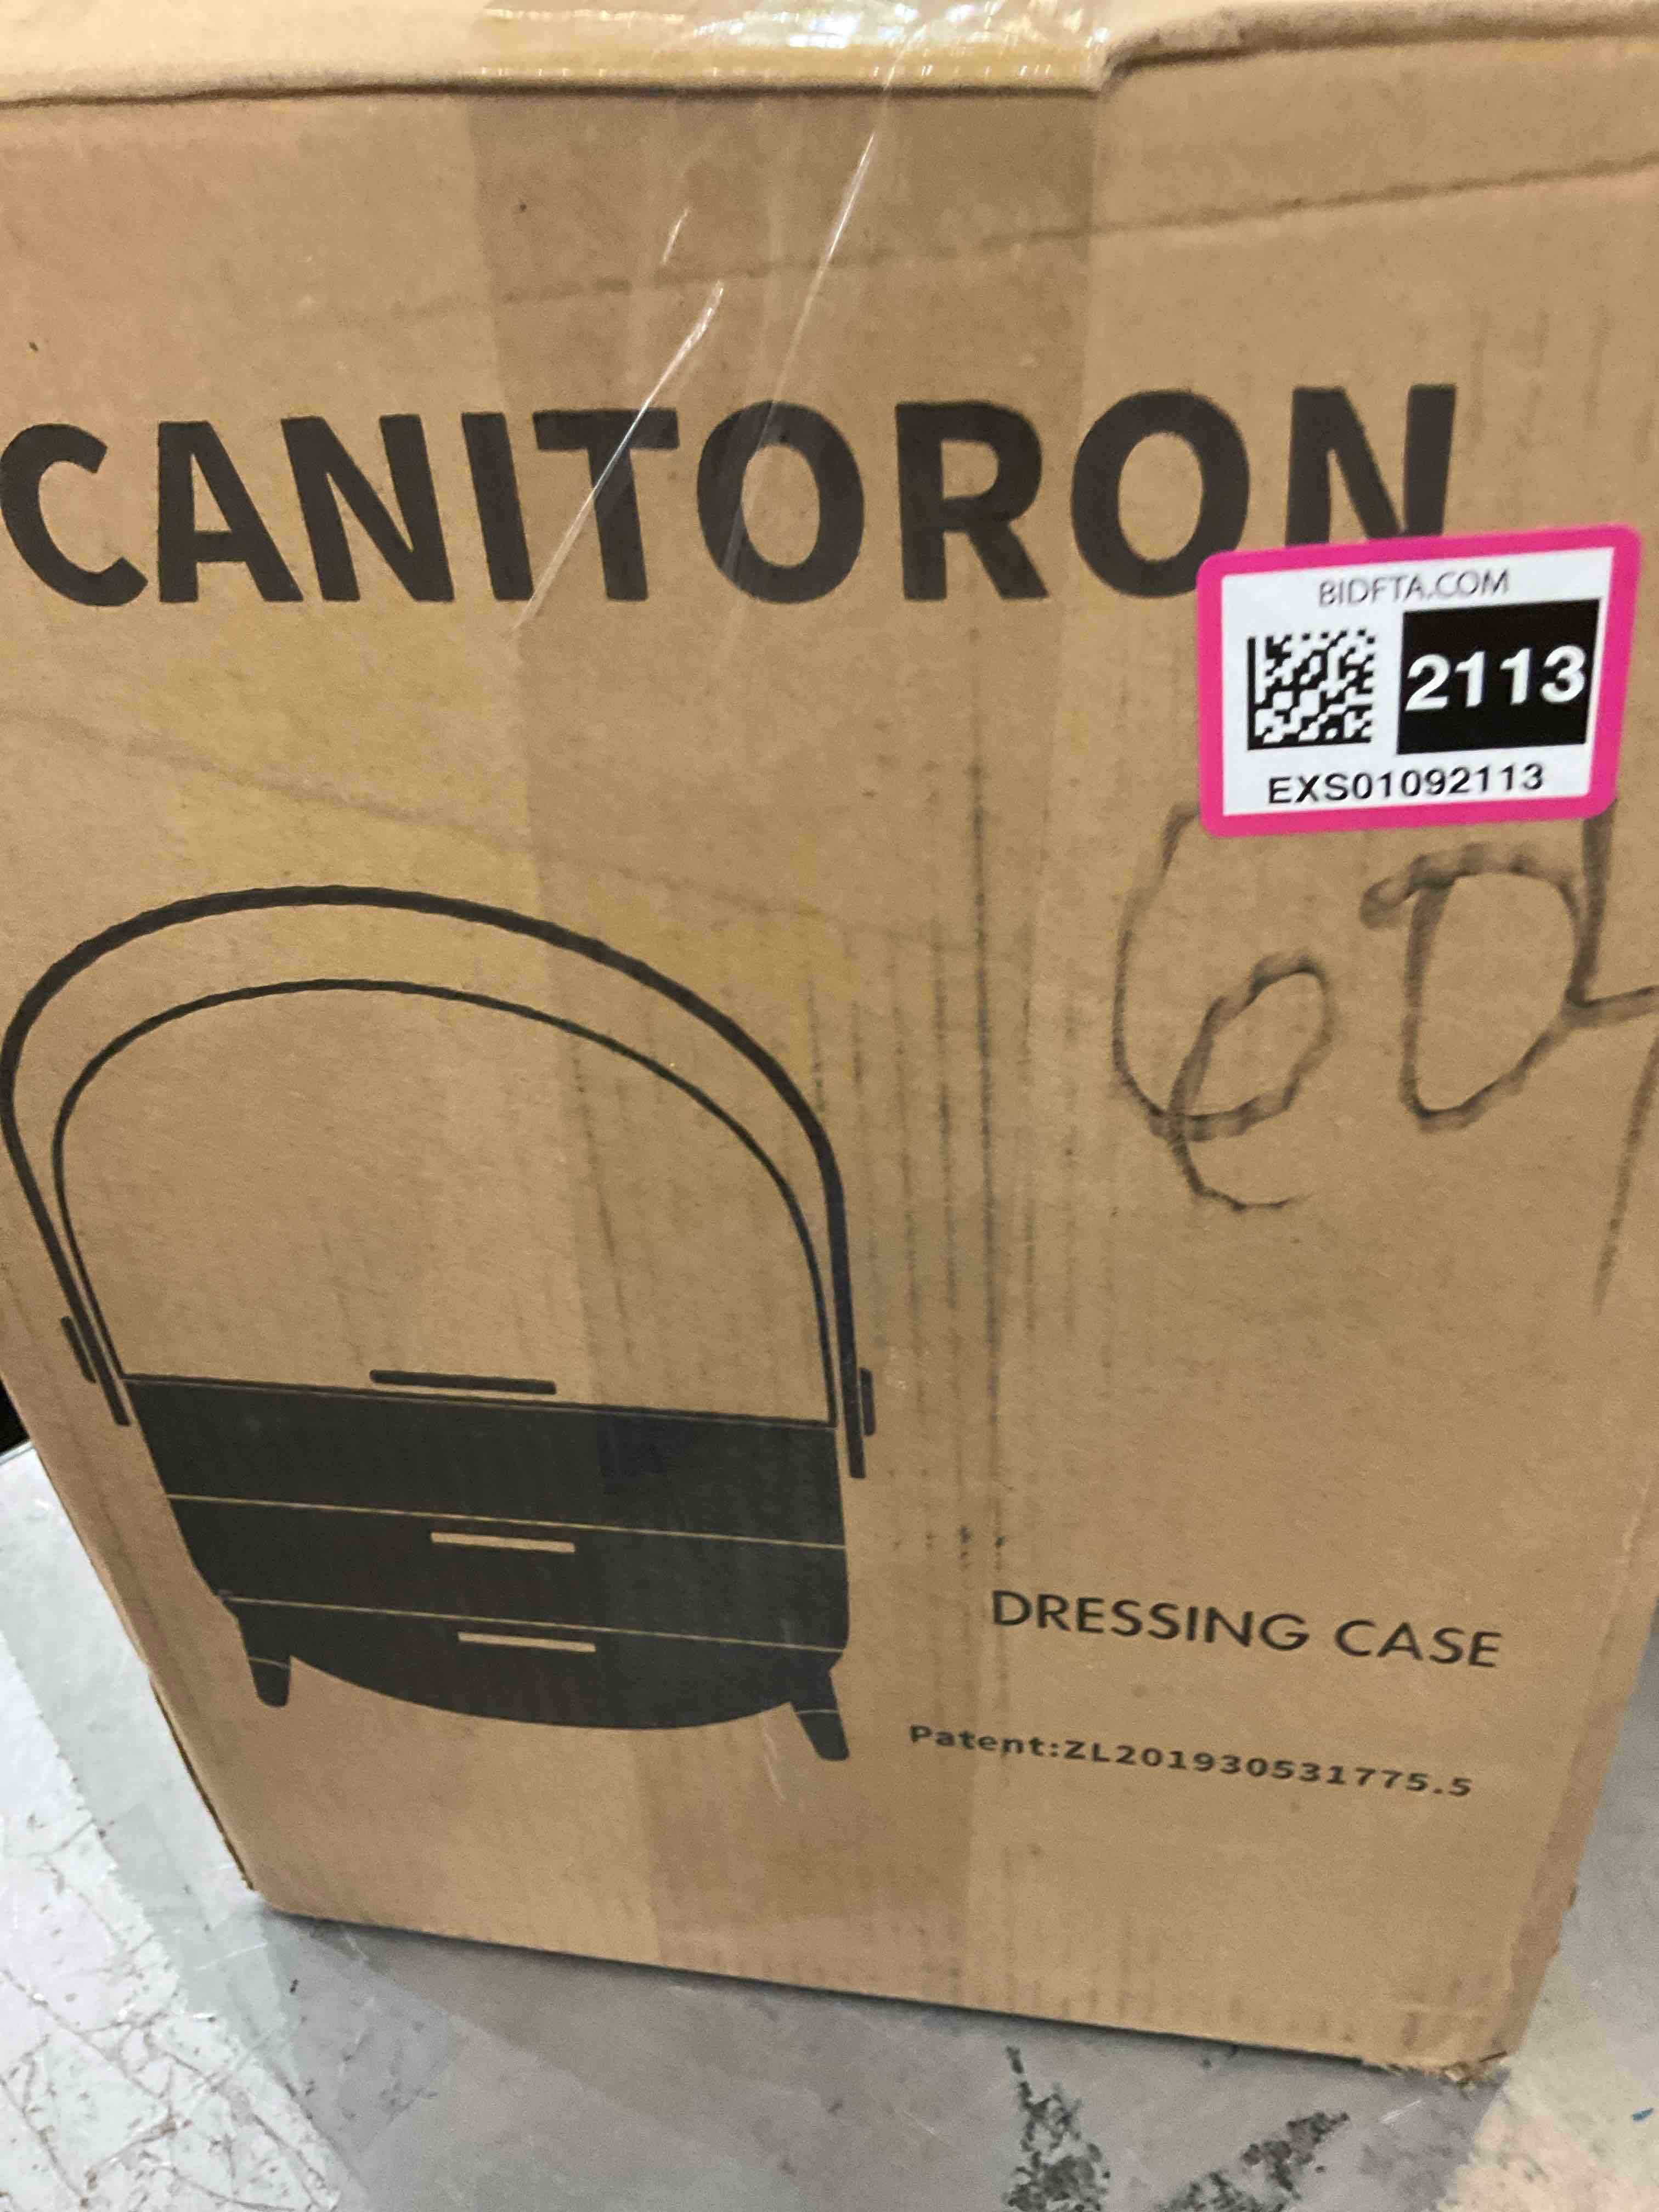 CANITORON
BIDFTA.COM
2113
EXS01092113
DRESSING CASE
Patent:ZL201930531775.5